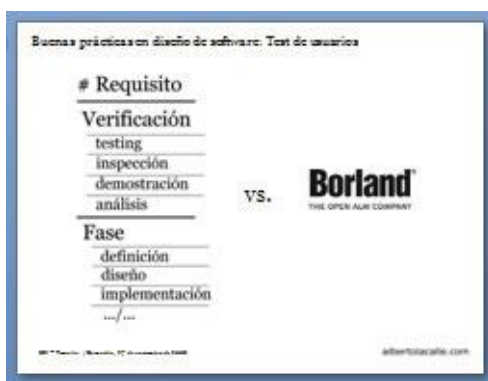 Buenas prácticas en diseño de software. Test de usuarios
# Requisito
Verificación
testing
inspección
demostración
análisis
vs.
Borland
THE OPEN ALM COMPANY
Fase
definición
diseño
implementación
.../...
albertolacalle.com